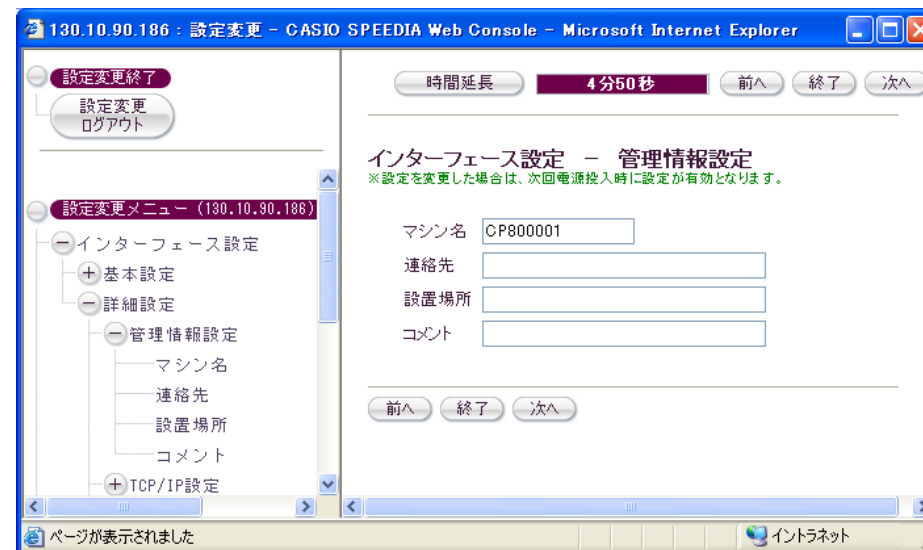 130.10.90.186 : 設定変更 - CASIO SPEEDIA Web Console - Microsoft Internet Explorer
設定変更終了
設定変更
ログアウト
設定変更メニュー (130.10.90.186)
インターフェース設定
基本設定
詳細設定
管理情報設定
マシン名
連絡先
設置場所
コメント
TCP/IP設定
時間延長 4分50秒 前へ 終了 次へ
インターフェース設定 － 管理情報設定
※設定を変更した場合は、次回電源投入時に設定が有効となります。
マシン名 CP800001
連絡先
設置場所
コメント
前へ 終了 次へ
ページが表示されました イントラネット